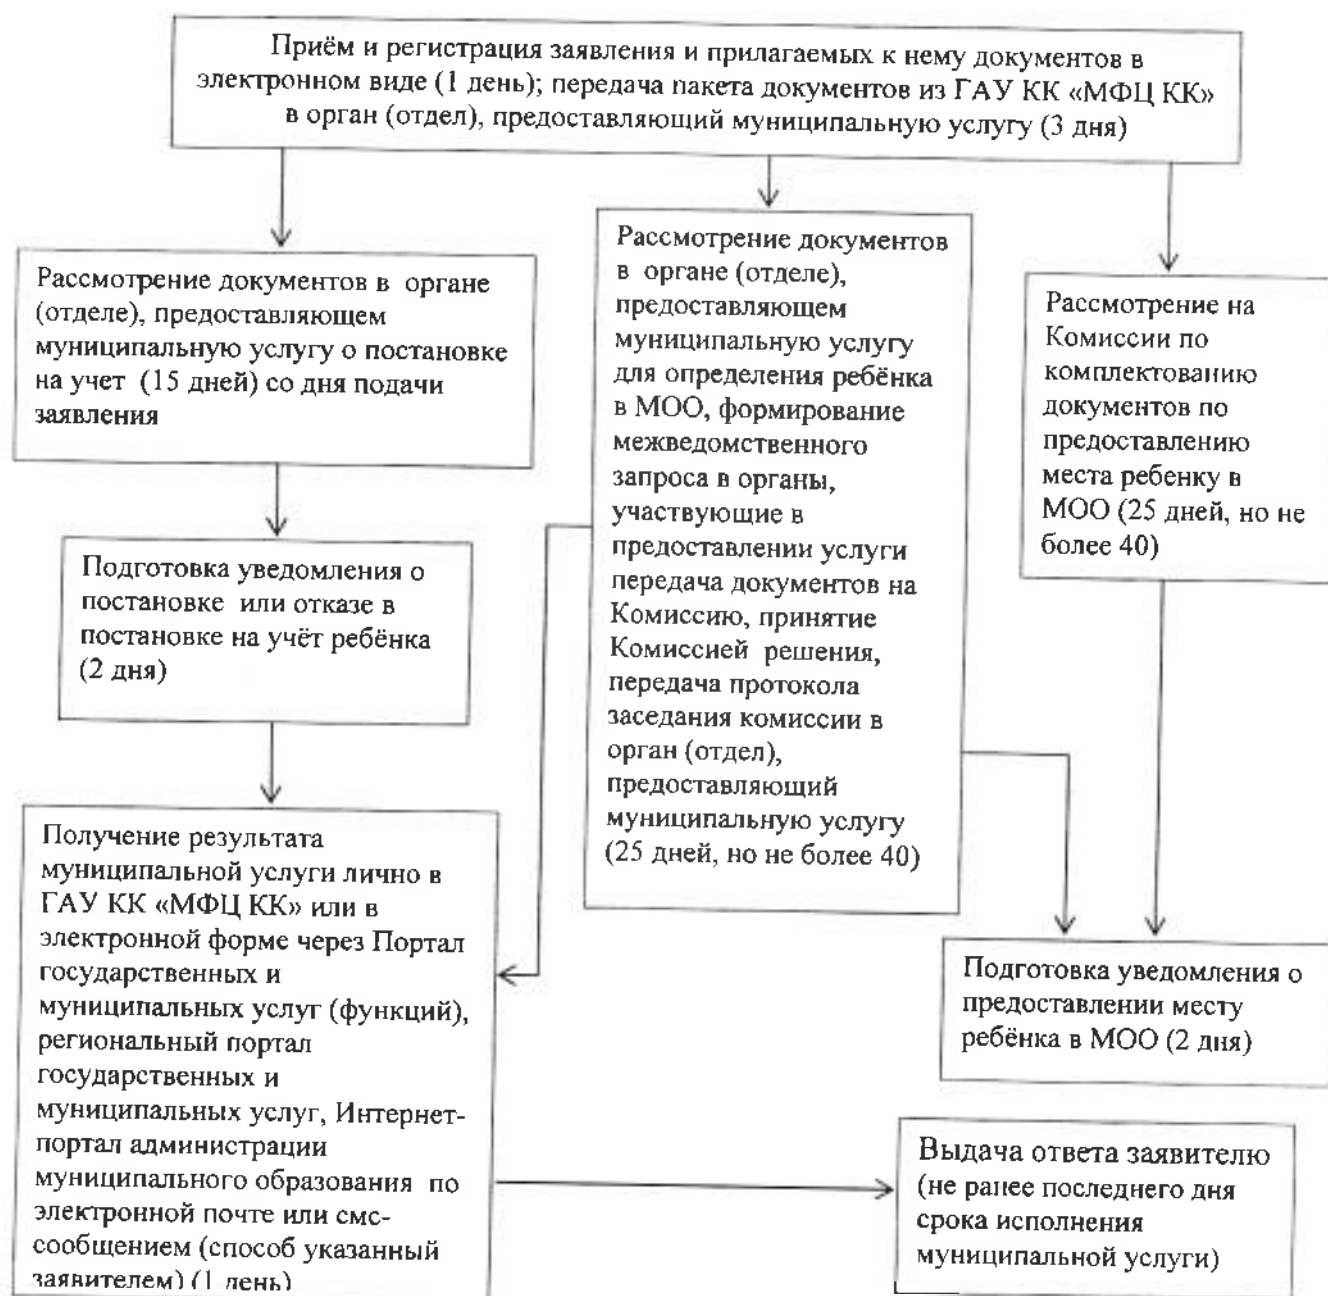 Приём и регистрация заявления и прилагаемых к нему документов в
электронном виде (1 день); передача пакета документов из ГАУ КК «МФЦ КК»
в орган (отдел), предоставляющий муниципальную услугу (3 дня)
Рассмотрение документов в органе
(отделе), предоставляющем
муниципальную услугу о постановке
на учет (15 дней) со дня подачи
заявления
Рассмотрение документов
в органе (отделе),
предоставляющем
муниципальную услугу
для определения ребёнка
в МОО, формирование
межведомственного
запроса в органы,
участвующие в
предоставлении услуги
передача документов на
Комиссию, принятие
Комиссией решения,
передача протокола
заседания комиссии в
орган (отдел),
предоставляющий
муниципальную услугу
(25 дней, но не более 40)
Рассмотрение на
Комиссии по
комплектованию
документов по
предоставлению
места ребенку в
МОО (25 дней, но не
более 40)
Подготовка уведомления о
постановке или отказе в
постановке на учёт ребёнка
(2 дня)
Получение результата
муниципальной услуги лично в
ГАУ КК «МФЦ КК» или в
электронной форме через Портал
государственных и
муниципальных услуг (функций),
региональный портал
государственных и
муниципальных услуг, Интернет-
портал администрации
муниципального образования по
электронной почте или смс-
сообщением (способ указанный
заявителем) (1 день)
Подготовка уведомления о
предоставлении месту
ребёнка в МОО (2 дня)
Выдача ответа заявителю
(не ранее последнего дня
срока исполнения
муниципальной услуги)